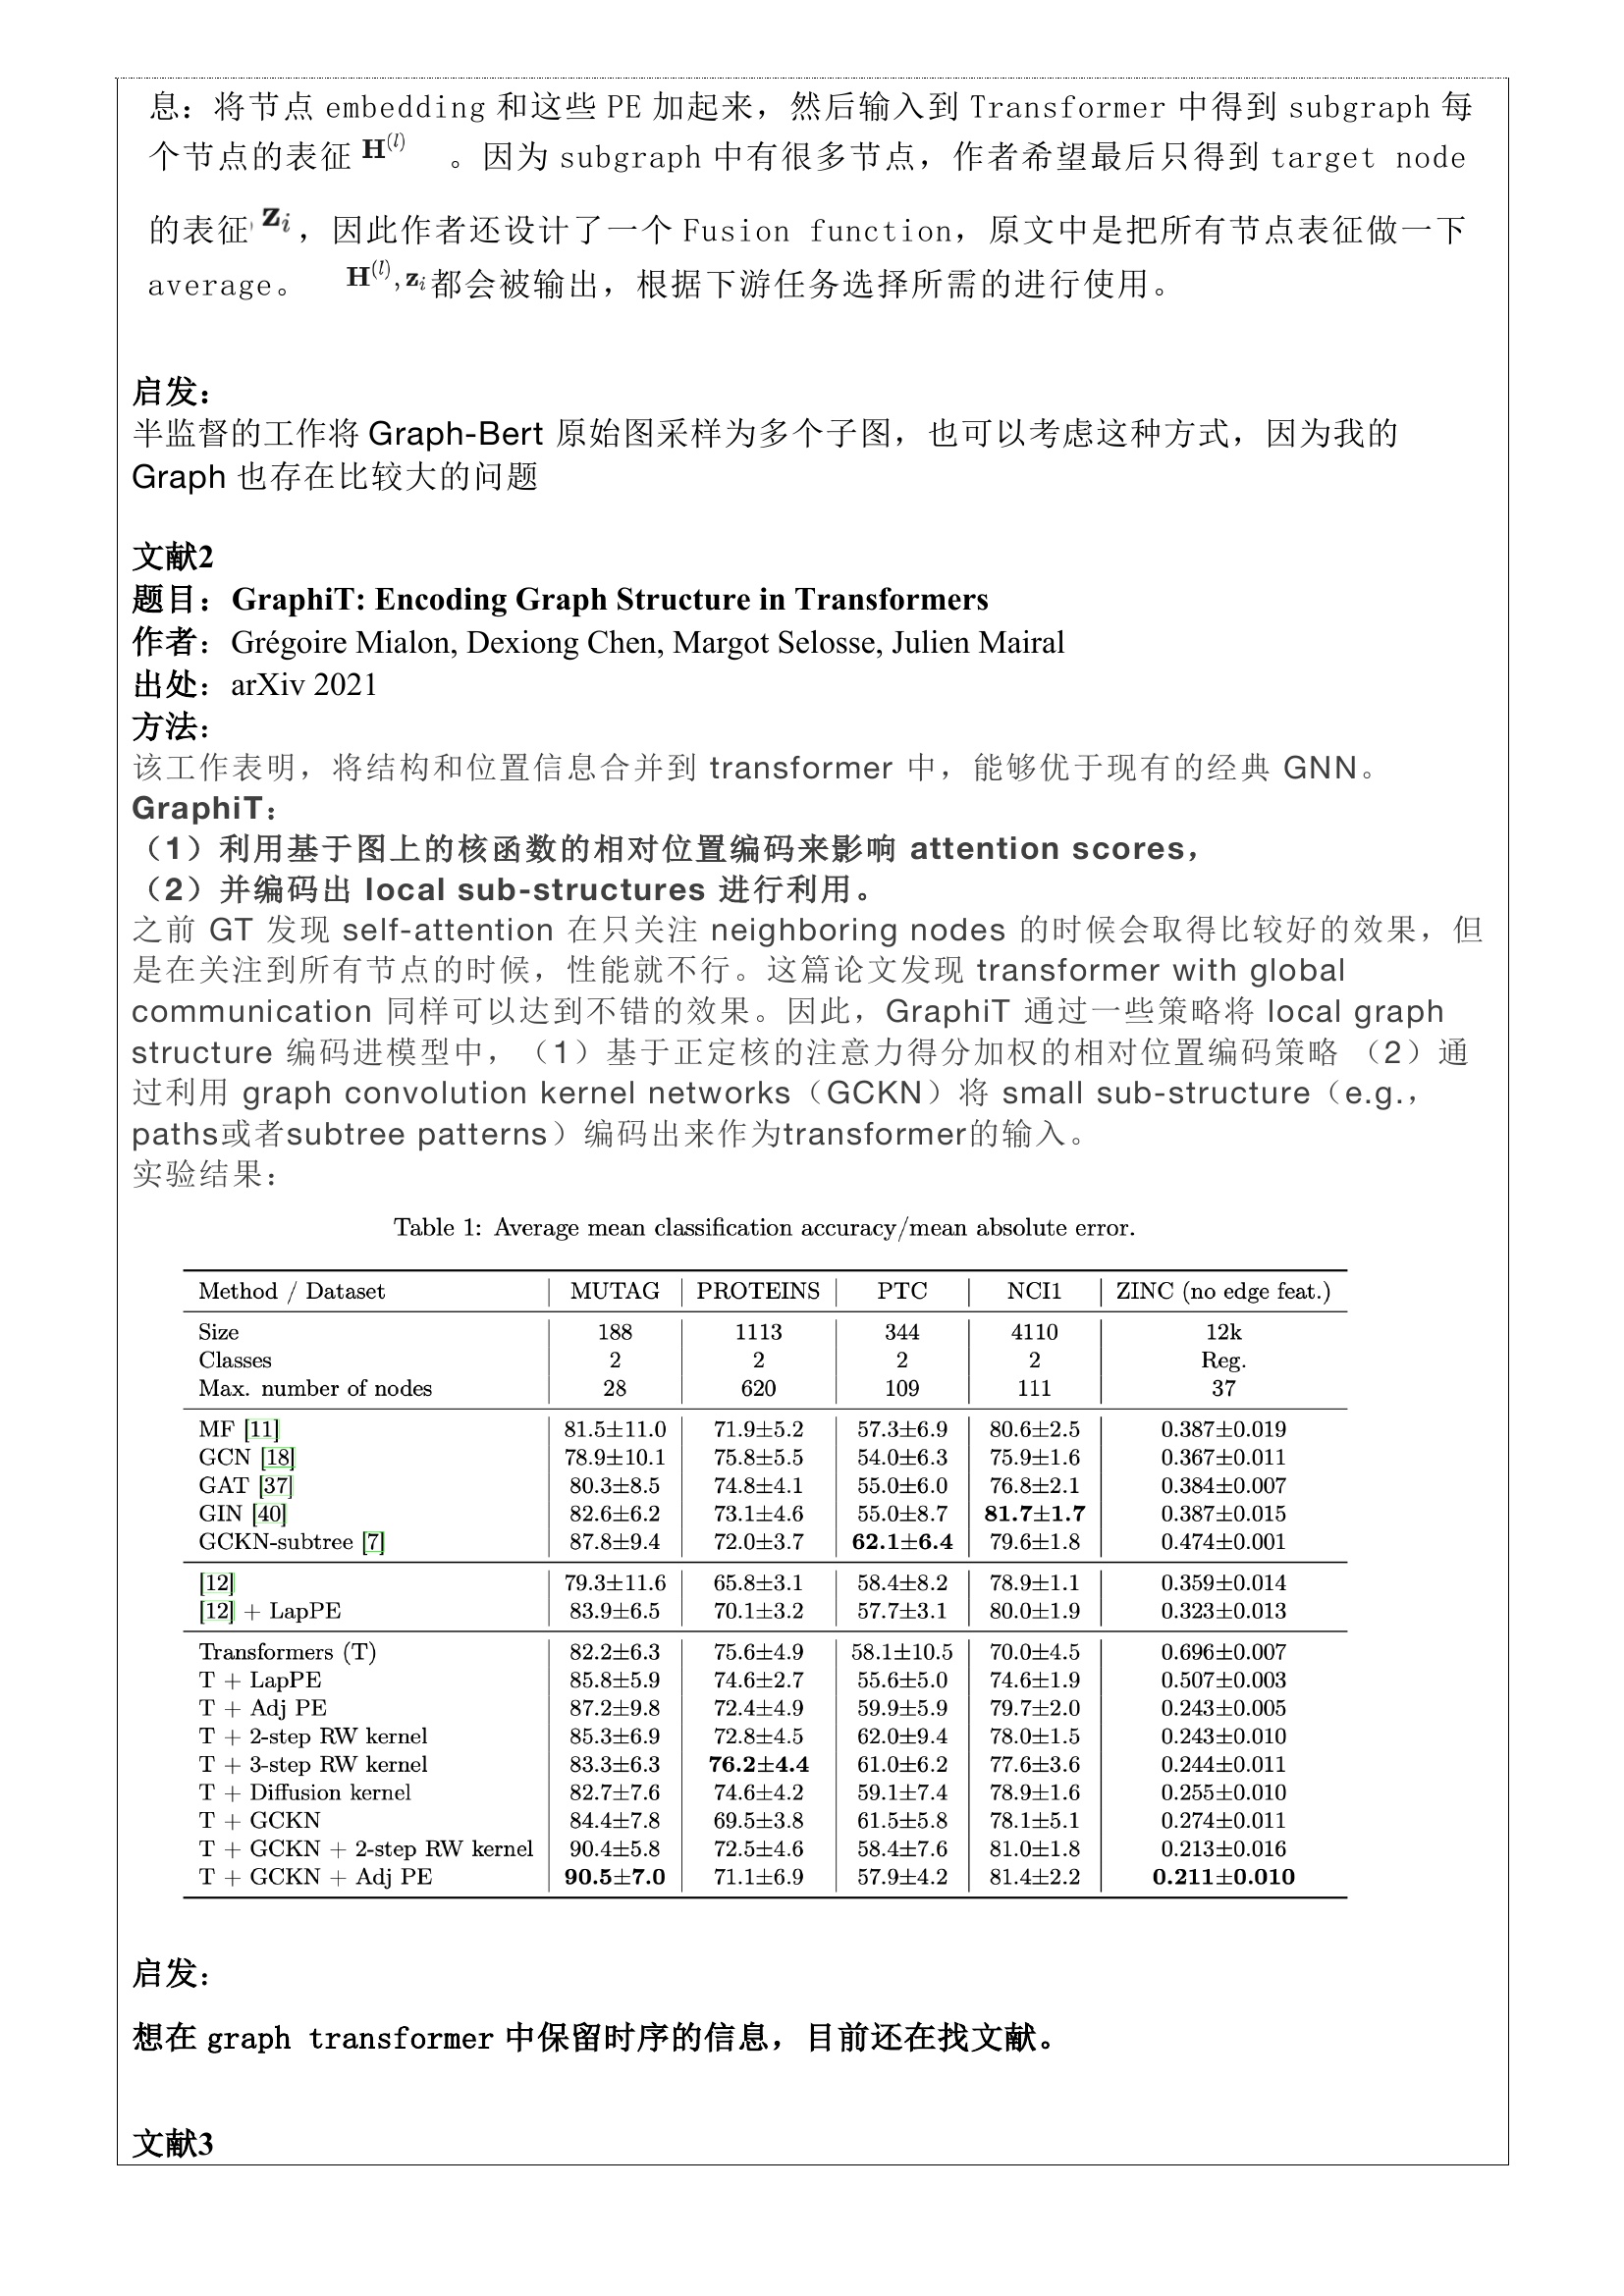 息：将节点 embedding 和这些 PE 加起来，然后输入到 Transformer 中得到 subgraph 每
个节点的表征 H^(l) 。因为 subgraph 中有很多节点，作者希望最后只得到 target node
的表征 z_i，因此作者还设计了一个 Fusion function，原文中是把所有节点表征做一下
average。 H^(l), z_i 都会被输出，根据下游任务选择所需的进行使用。
启发：
半监督的工作将 Graph-Bert 原始图采样为多个子图，也可以考虑这种方式，因为我的
Graph 也存在比较大的问题
文献2
题目：GraphiT: Encoding Graph Structure in Transformers
作者：Grégoire Mialon, Dexiong Chen, Margot Selosse, Julien Mairal
出处：arXiv 2021
方法：
该工作表明，将结构和位置信息合并到 transformer 中，能够优于现有的经典 GNN。
GraphiT：
（1）利用基于图上的核函数的相对位置编码来影响 attention scores，
（2）并编码出 local sub-structures 进行利用。
之前 GT 发现 self-attention 在只关注 neighboring nodes 的时候会取得比较好的效果，但
是在关注到所有节点的时候，性能就不行。这篇论文发现 transformer with global
communication 同样可以达到不错的效果。因此，GraphiT 通过一些策略将 local graph
structure 编码进模型中，（1）基于正定核的注意力得分加权的相对位置编码策略 （2）通
过利用 graph convolution kernel networks（GCKN）将 small sub-structure（e.g.，
paths或者subtree patterns）编码出来作为transformer的输入。
实验结果：
Table 1: Average mean classification accuracy/mean absolute error.
Method / Dataset MUTAG PROTEINS PTC NCI1 ZINC (no edge feat.)
Size 188 1113 344 4110 12k
Classes 2 2 2 2 Reg.
Max. number of nodes 28 620 109 111 37
MF [11] 81.5±11.0 71.9±5.2 57.3±6.9 80.6±2.5 0.387±0.019
GCN [18] 78.9±10.1 75.8±5.5 54.0±6.3 75.9±1.6 0.367±0.011
GAT [37] 80.3±8.5 74.8±4.1 55.0±6.0 76.8±2.1 0.384±0.007
GIN [40] 82.6±6.2 73.1±4.6 55.0±8.7 81.7±1.7 0.387±0.015
GCKN-subtree [7] 87.8±9.4 72.0±3.7 62.1±6.4 79.6±1.8 0.474±0.001
[12] 79.3±11.6 65.8±3.1 58.4±8.2 78.9±1.1 0.359±0.014
[12] + LapPE 83.9±6.5 70.1±3.2 57.7±3.1 80.0±1.9 0.323±0.013
Transformers (T) 82.2±6.3 75.6±4.9 58.1±10.5 70.0±4.5 0.696±0.007
T + LapPE 85.8±5.9 74.6±2.7 55.6±5.0 74.6±1.9 0.507±0.003
T + Adj PE 87.2±9.8 72.4±4.9 59.9±5.9 79.7±2.0 0.243±0.005
T + 2-step RW kernel 85.3±6.9 72.8±4.5 62.0±9.4 78.0±1.5 0.243±0.010
T + 3-step RW kernel 83.3±6.3 76.2±4.4 61.0±6.2 77.6±3.6 0.244±0.011
T + Diffusion kernel 82.7±7.6 74.6±4.2 59.1±7.4 78.9±1.6 0.255±0.010
T + GCKN 84.4±7.8 69.5±3.8 61.5±5.8 78.1±5.1 0.274±0.011
T + GCKN + 2-step RW kernel 90.4±5.8 72.5±4.6 58.4±7.6 81.0±1.8 0.213±0.016
T + GCKN + Adj PE 90.5±7.0 71.1±6.9 57.9±4.2 81.4±2.2 0.211±0.010
启发：
想在 graph transformer 中保留时序的信息，目前还在找文献。
文献3